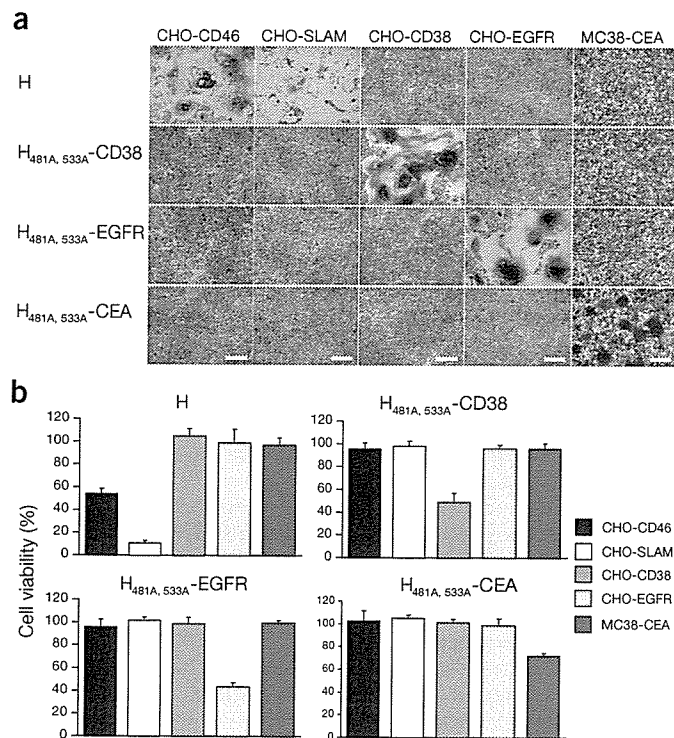 a
CHO-CD46 CHO-SLAM CHO-CD38 CHO-EGFR MC38-CEA
H
H481A, 533A-CD38
H481A, 533A-EGFR
H481A, 533A-CEA
b
Cell viability (%)
H
120
100
80
60
40
20
0
H481A, 533A-CD38
120
100
80
60
40
20
0
CHO-CD46
CHO-SLAM
CHO-CD38
CHO-EGFR
MC38-CEA
H481A, 533A-EGFR
120
100
80
60
40
20
0
H481A, 533A-CEA
120
100
80
60
40
20
0